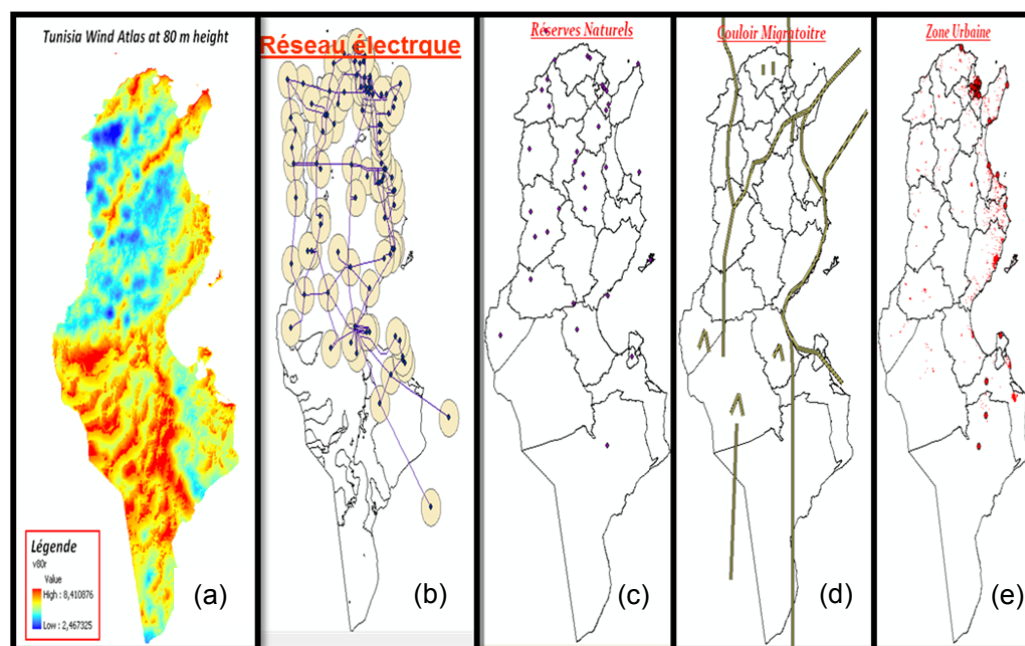 Tunisia Wind Atlas at 80 m height
Légende
v80r
Value
High : 8,410876
Low : 2,467325
(a)
Réseau électrque
(b)
Réserves Naturels
(c)
Couloir Migratoitre
(d)
Zone Urbaine
(e)